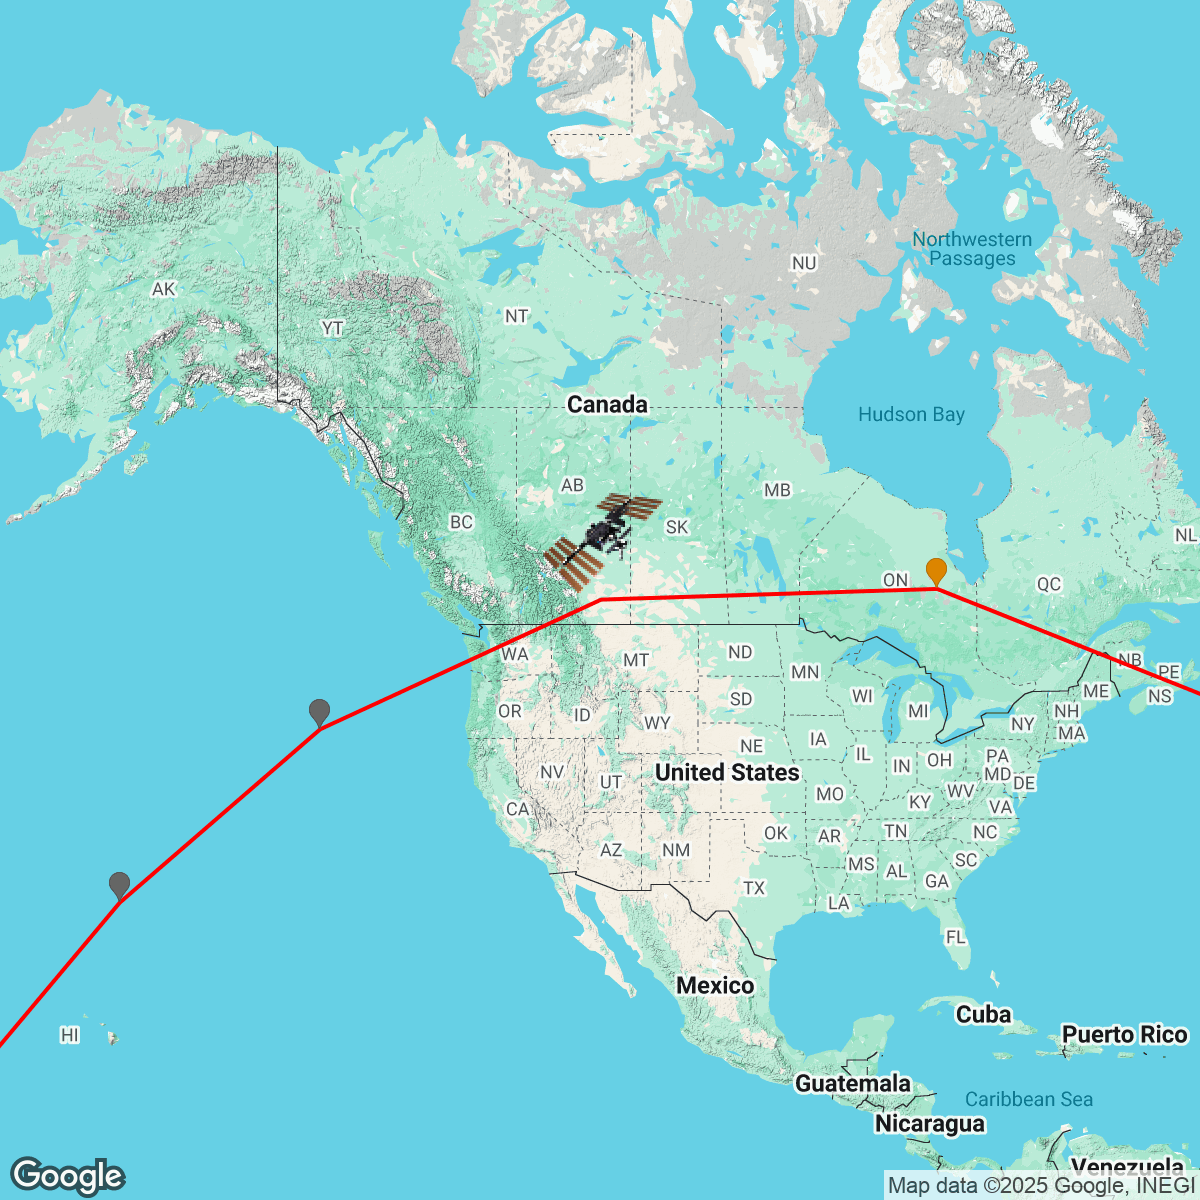 Northwestern
Passages
NU
AK
NT
YT
Canada
Hudson Bay
AB
MB
BC
SK
NL
ON
QC
WA
MT
ND
NB
PE
MN
ME
NS
WI
SD
OR
ID
WY
MI
NH
NY
MA
IA
NE
IL
IN
OH
PA
NV
UT
United States
MD
DE
MO
WV
KY
VA
CA
OK
AR
TN
NC
AZ
NM
MS
AL
SC
GA
TX
LA
FL
Mexico
HI
Cuba
Puerto Rico
Guatemala
Caribbean Sea
Nicaragua
Venezuela
Google
Map data ©2025 Google, INEGI